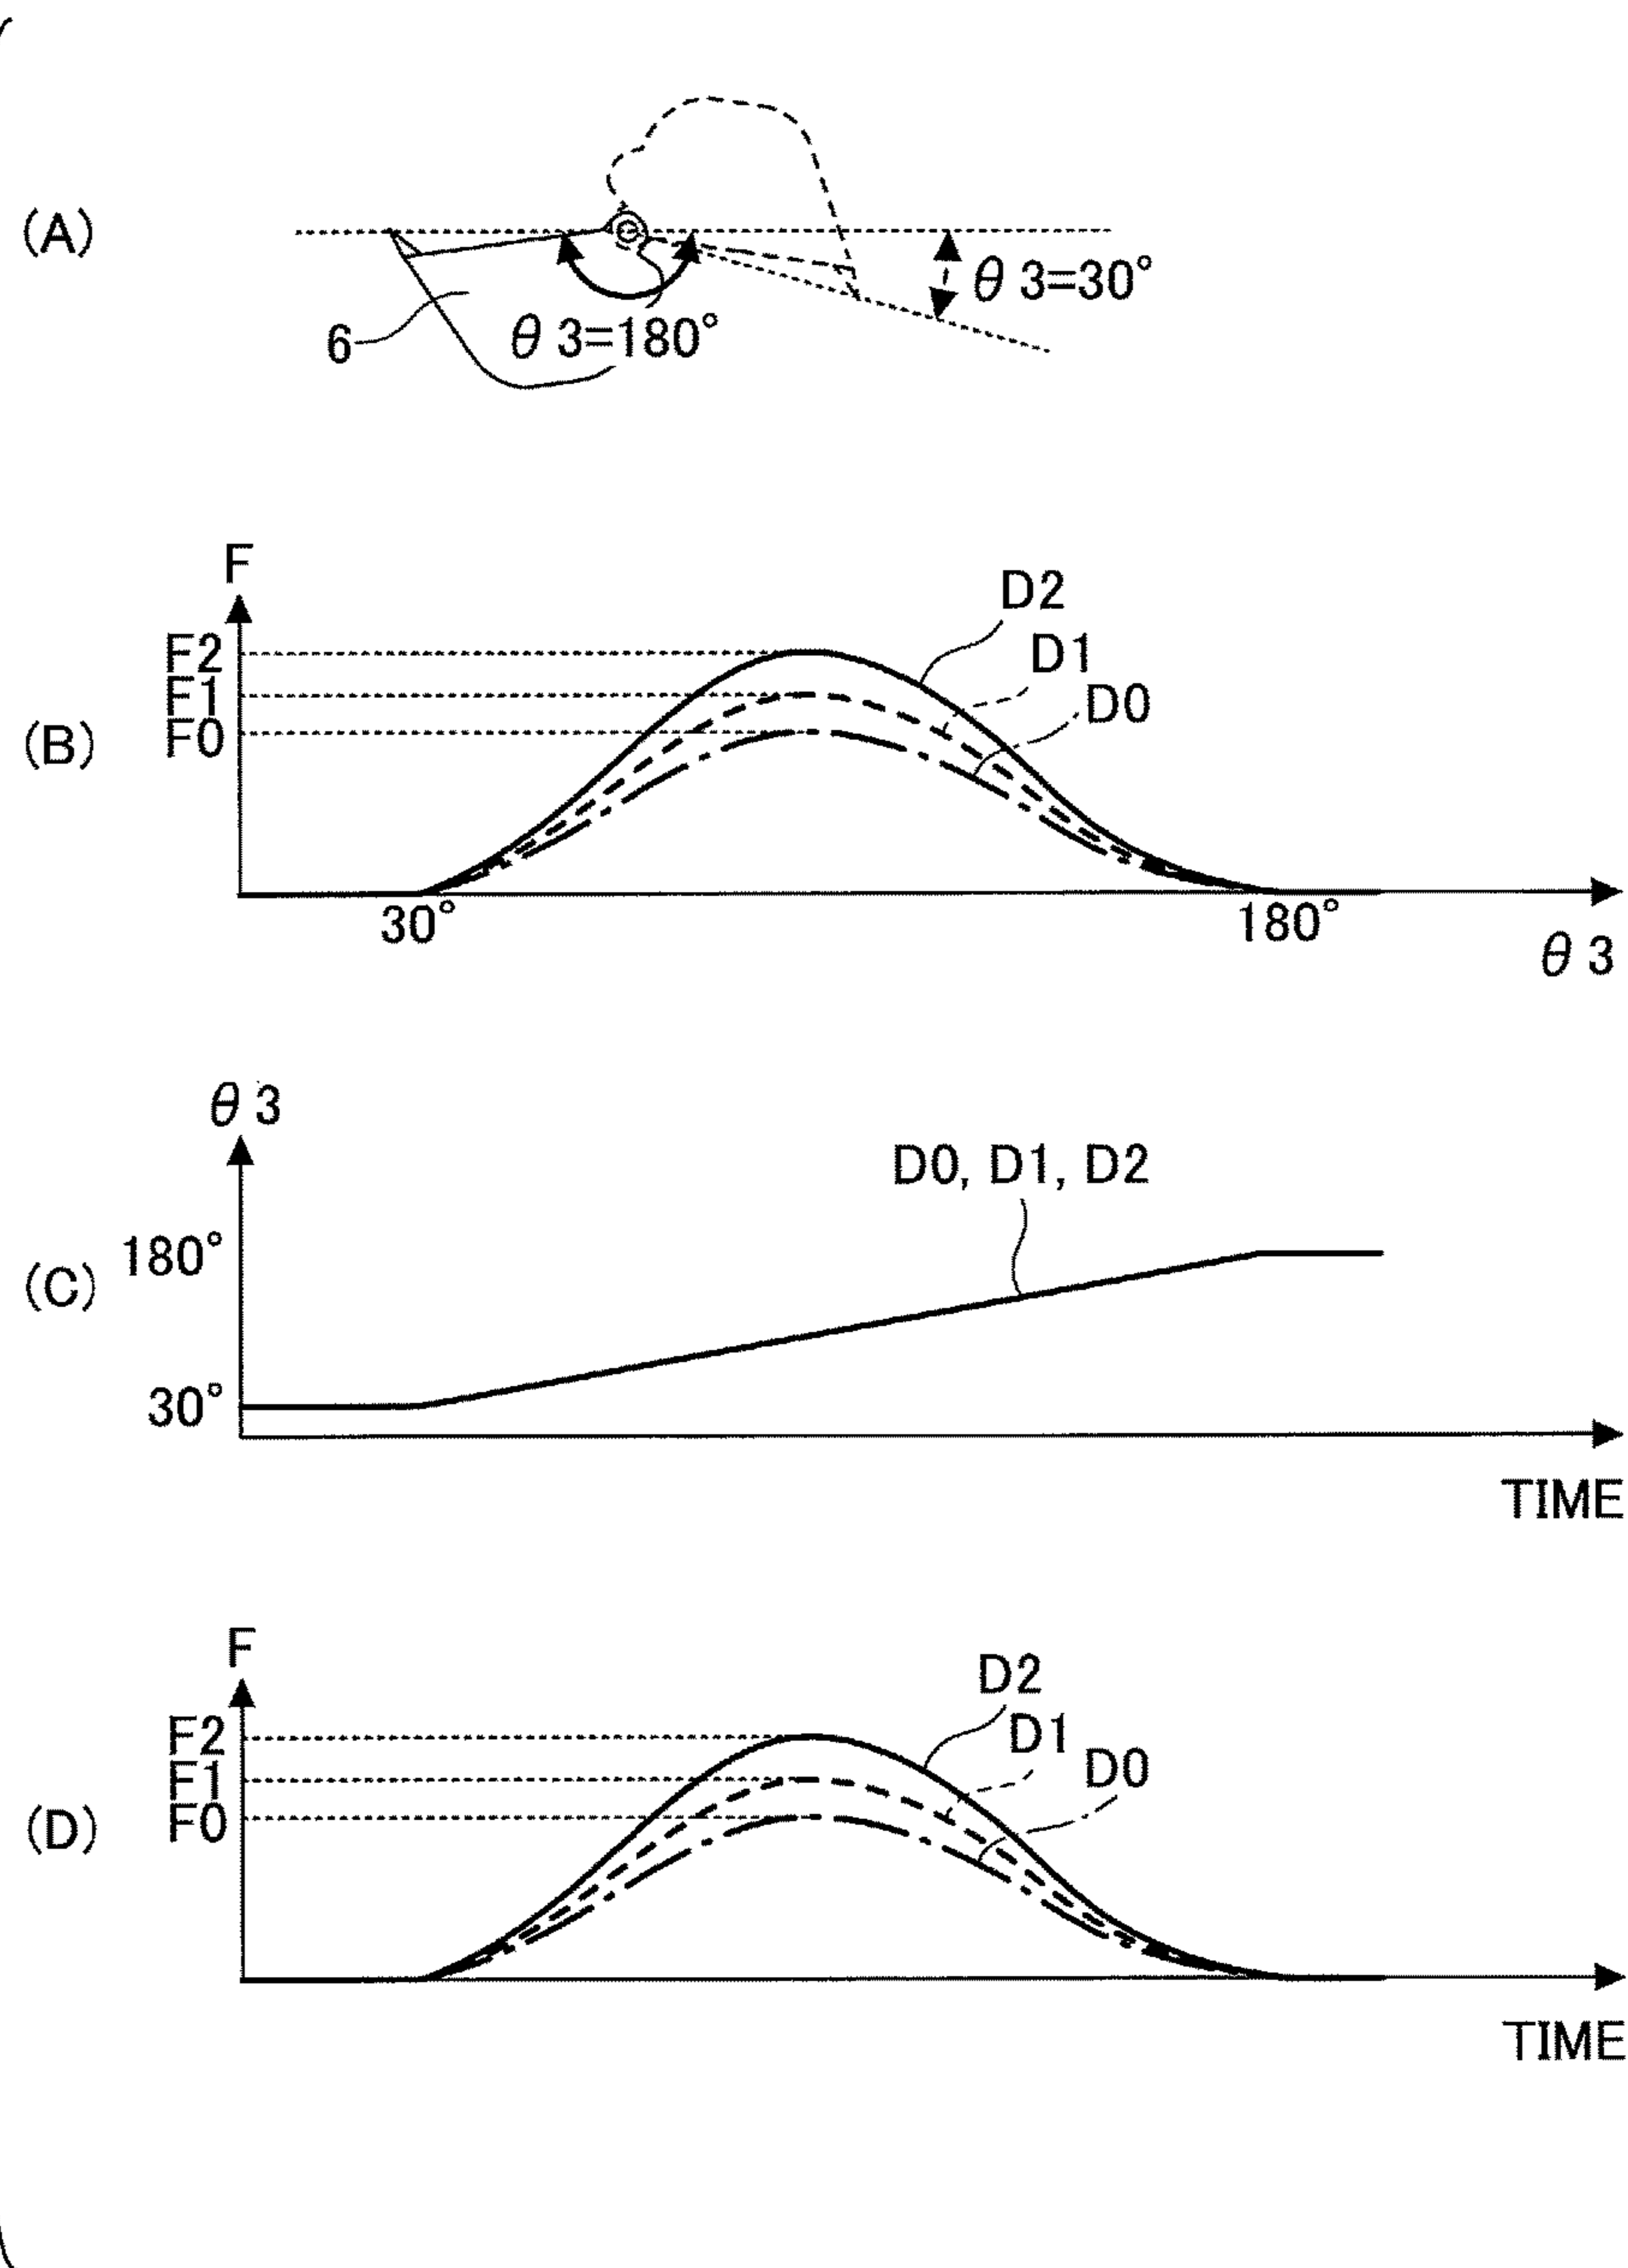 (A)
θ 3=30°
6
θ 3=180°
F
D2
F2
D1
F1
D0
(B)
F0
30°
180°
θ 3
θ 3
D0, D1, D2
180°
(C)
30°
TIME
F
D2
F2
D1
F1
D0
(D)
F0
TIME